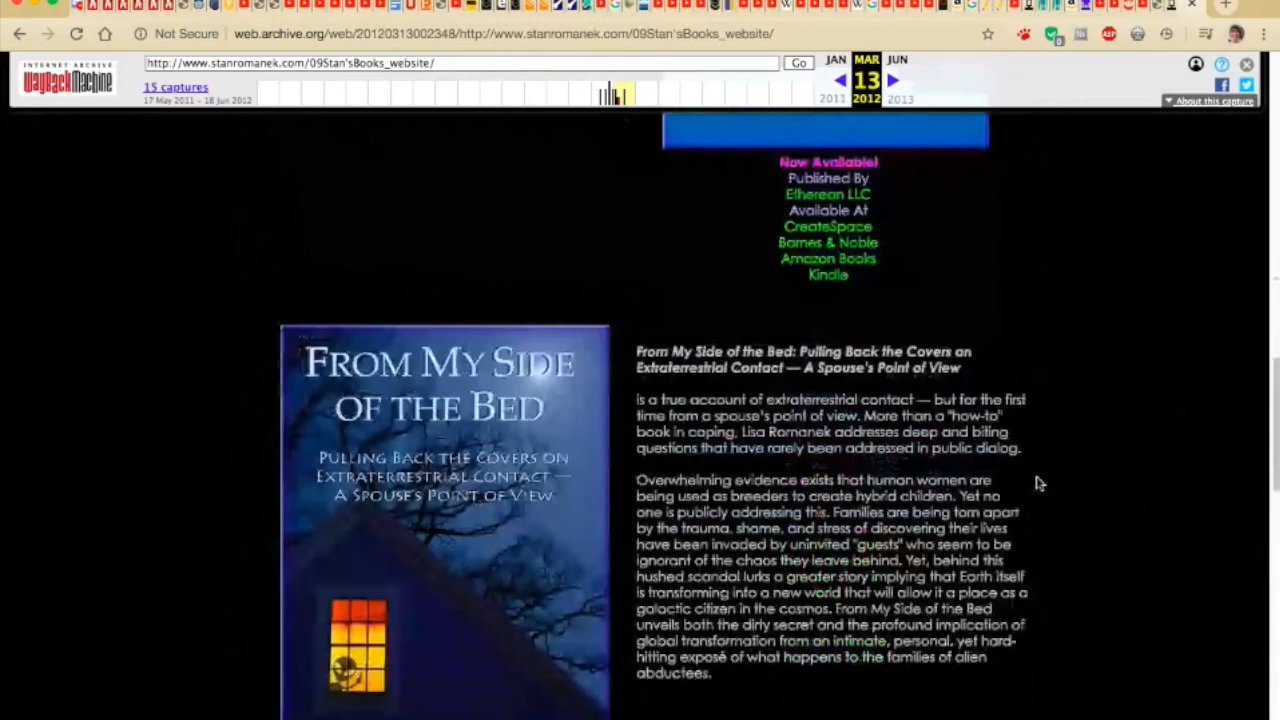 Not Secure
web.archive.org/web/20120313002348/http://www.stanromanek.com/09Stan'sBooks_website/
INTERNET ARCHIVE
WayBackMachine
http://www.stanromanek.com/09Stan'sBooks_website/
Go
JAN MAR JUN
15 captures
13
17 May 2011 – 18 Jun 2012
2011 2012 2013
About this capture
Now Available!
Published By
Etherean LLC
Available At
CreateSpace
Barnes & Noble
Amazon Books
Kindle
FROM MY SIDE
OF THE BED
PULLING BACK THE COVERS ON
EXTRATERRESTRIAL CONTACT —
A SPOUSE'S POINT OF VIEW
From My Side of the Bed: Pulling Back the Covers on
Extraterrestrial Contact — A Spouse's Point of View
is a true account of extraterrestrial contact — but for the first
time from a spouse's point of view. More than a "how-to"
book in coping, Lisa Romanek addresses deep and biting
questions that have rarely been addressed in public dialog.
Overwhelming evidence exists that human women are
being used as breeders to create hybrid children. Yet no
one is publicly addressing this. Families are being torn apart
by the trauma, shame, and stress of discovering their lives
have been invaded by uninvited "guests" who seem to be
ignorant of the chaos they leave behind. Yet, behind this
hushed scandal lurks a greater story implying that Earth itself
is transforming into a new world that will allow it a place as a
galactic citizen in the cosmos. From My Side of the Bed
unveils both the dirty secret and the profound implication of
global transformation from an intimate, personal, yet hard-
hitting exposé of what happens to the families of alien
abductees.